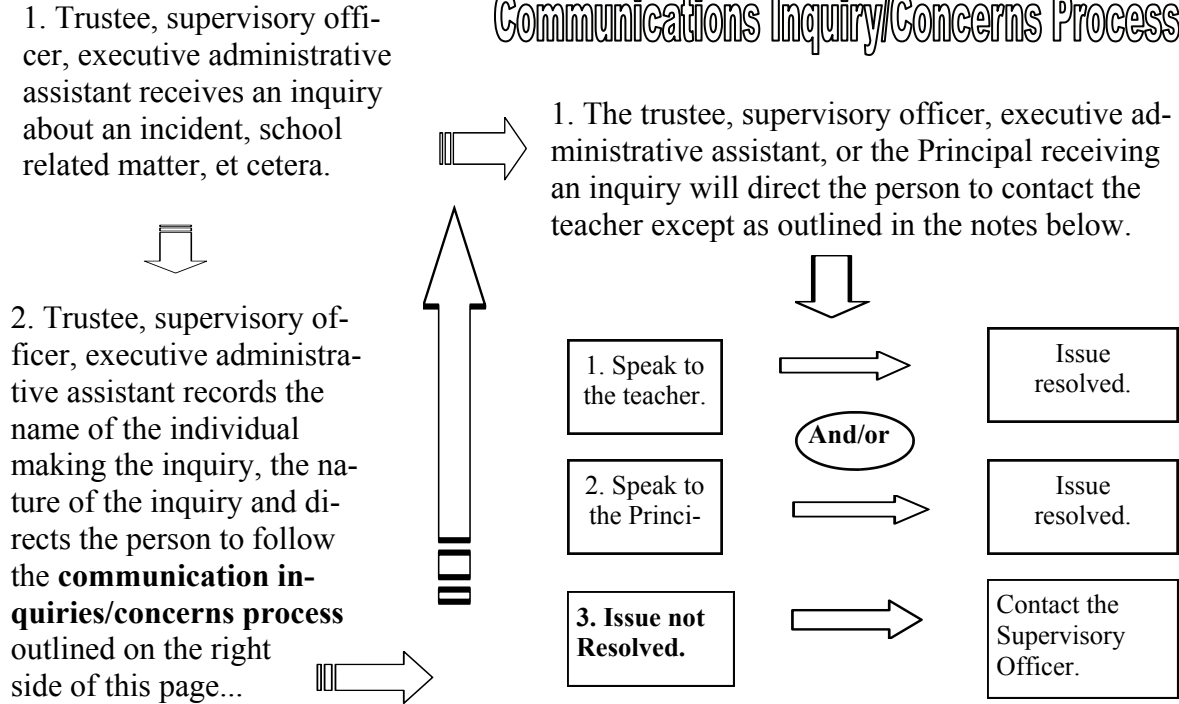 1. Trustee, supervisory offi-
cer, executive administrative
assistant receives an inquiry
about an incident, school
related matter, et cetera.
2. Trustee, supervisory of-
ficer, executive administra-
tive assistant records the
name of the individual
making the inquiry, the na-
ture of the inquiry and di-
rects the person to follow
the communication in-
quiries/concerns process
outlined on the right
side of this page...
Communications Inquiry/Concerns Process
1. The trustee, supervisory officer, executive ad-
ministrative assistant, or the Principal receiving
an inquiry will direct the person to contact the
teacher except as outlined in the notes below.
1. Speak to
the teacher.
Issue
resolved.
And/or
2. Speak to
the Princi-
Issue
resolved.
3. Issue not
Resolved.
Contact the
Supervisory
Officer.